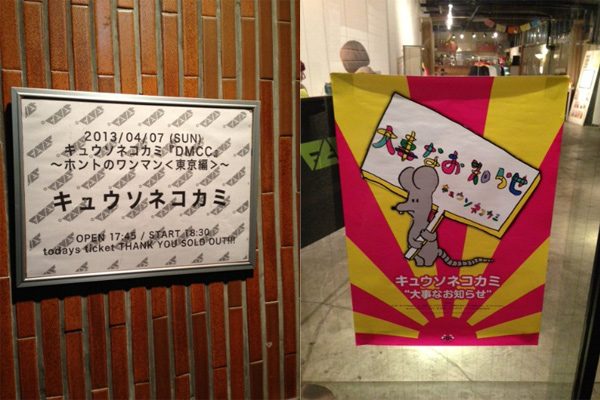 2013/04/07 (SUN)
キュウソネコカミ『DMCC』
～ホントのワンマン＜東京編＞～
キュウソネコカミ
OPEN 17:45 / START 18:30
todays ticket THANK YOU SOLD OUT!!!
大事なお知らせ
キュウソネコカミ
キュウソネコカミ
"大事なお知らせ"